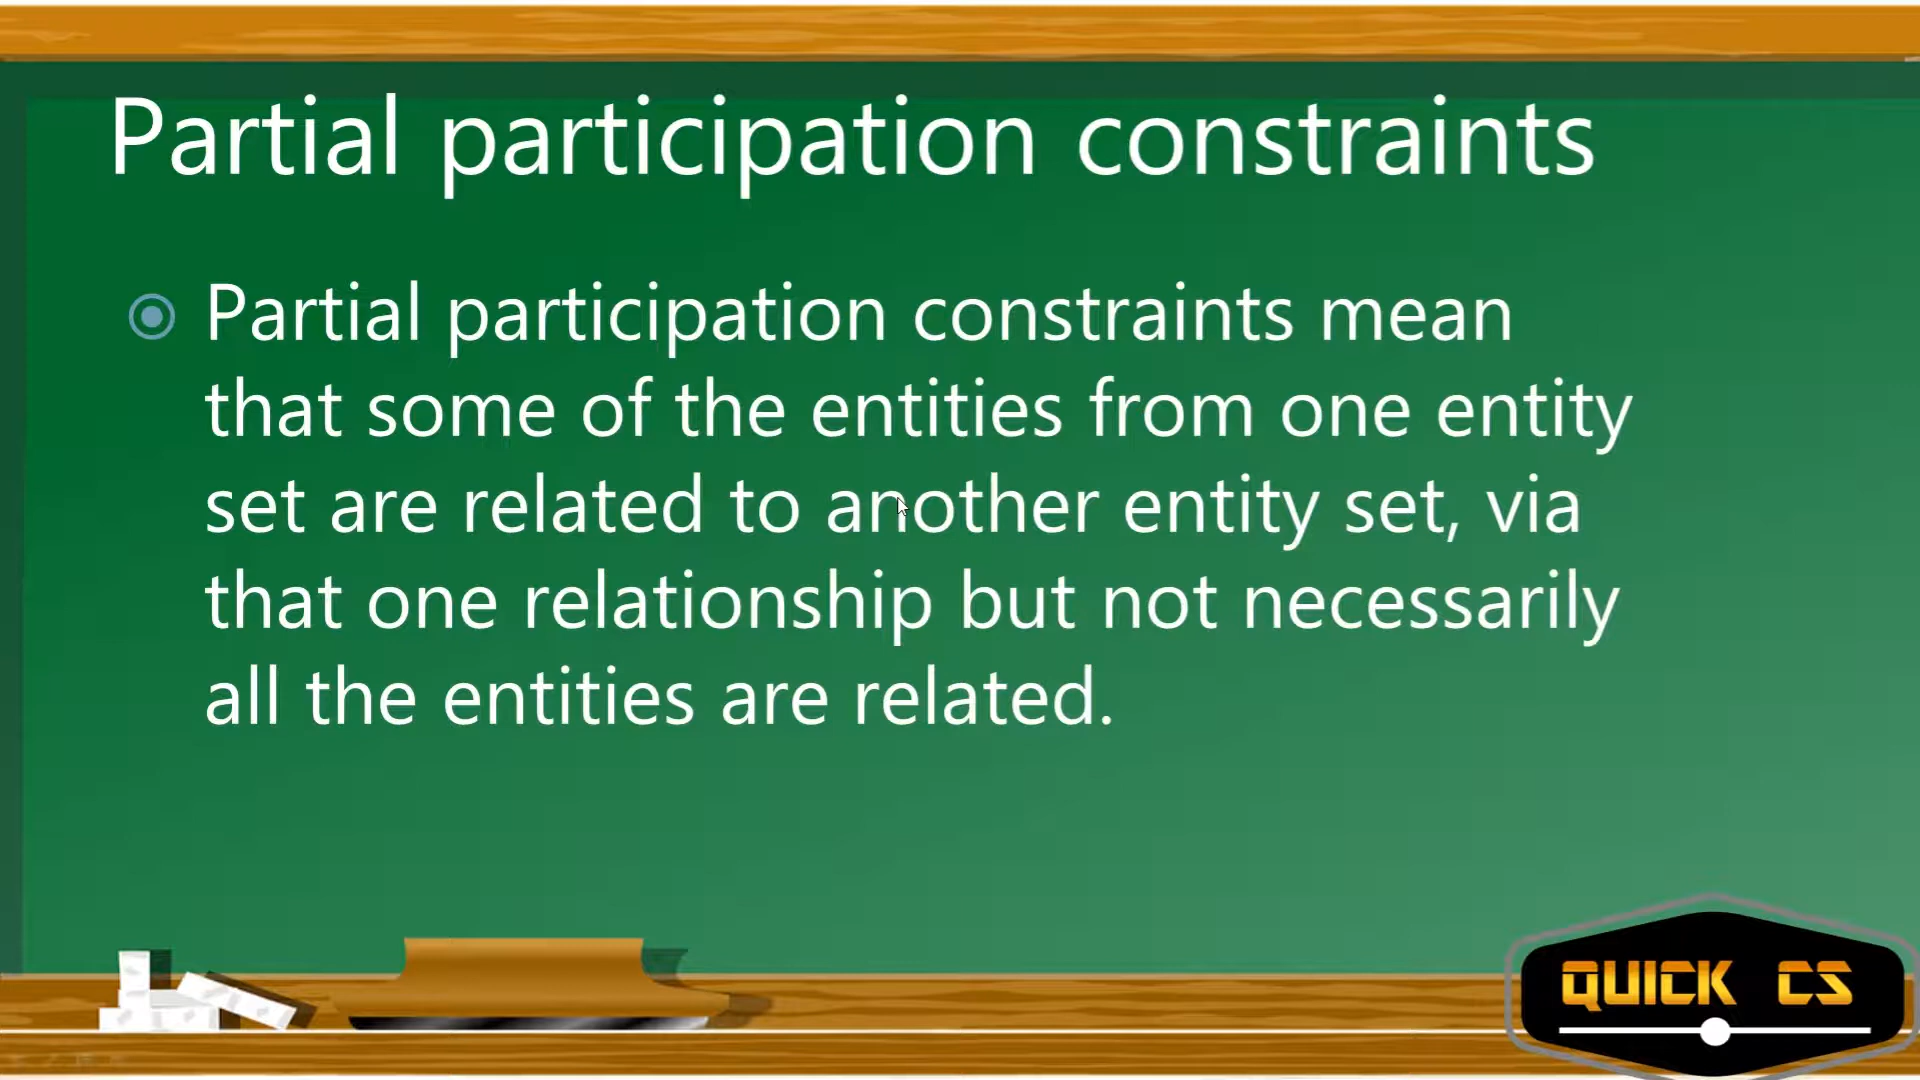 Partial participation constraints
Partial participation constraints mean
that some of the entities from one entity
set are related to another entity set, via
that one relationship but not necessarily
all the entities are related.
QUICK CS